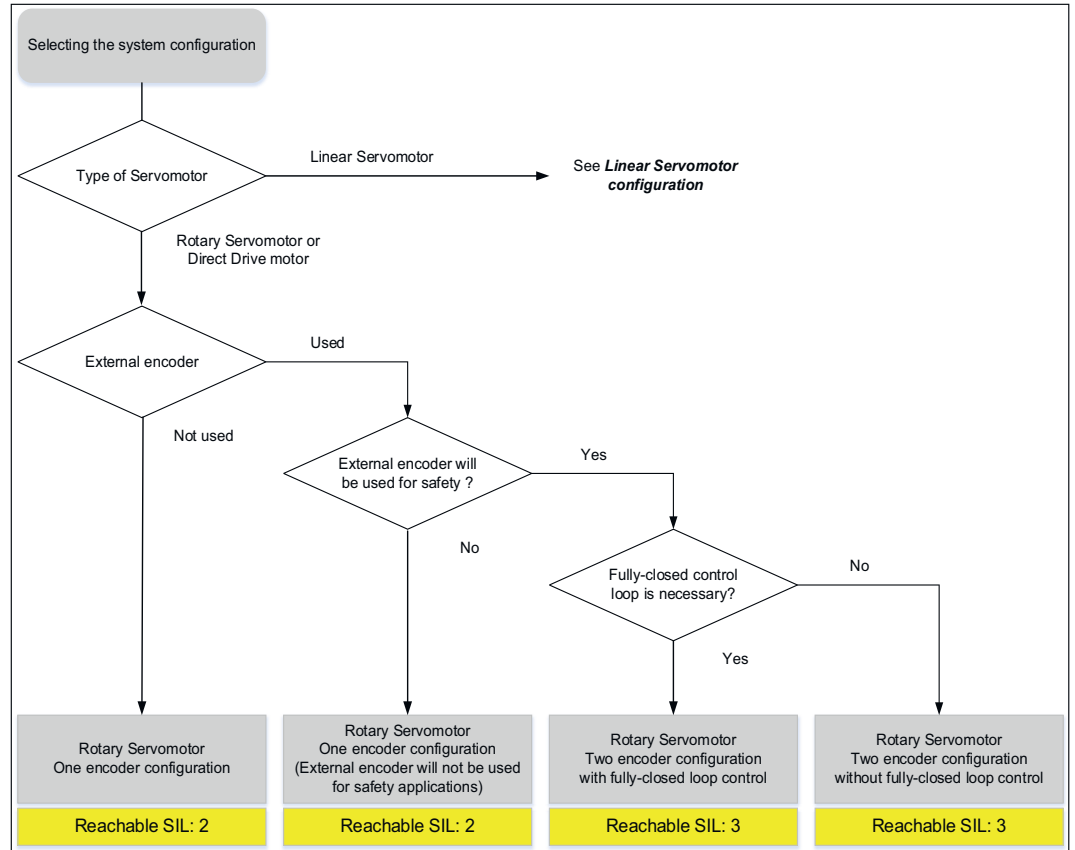 Selecting the system configuration
Type of Servomotor
Linear Servomotor
See Linear Servomotor
configuration
Rotary Servomotor or
Direct Drive motor
External encoder
Used
Not used
External encoder will
be used for safety ?
Yes
No
Fully-closed control
loop is necessary?
No
Yes
Rotary Servomotor
One encoder configuration
Rotary Servomotor
One encoder configuration
(External encoder will not be used
for safety applications)
Rotary Servomotor
Two encoder configuration
with fully-closed loop control
Rotary Servomotor
Two encoder configuration
without fully-closed loop control
Reachable SIL: 2
Reachable SIL: 2
Reachable SIL: 3
Reachable SIL: 3